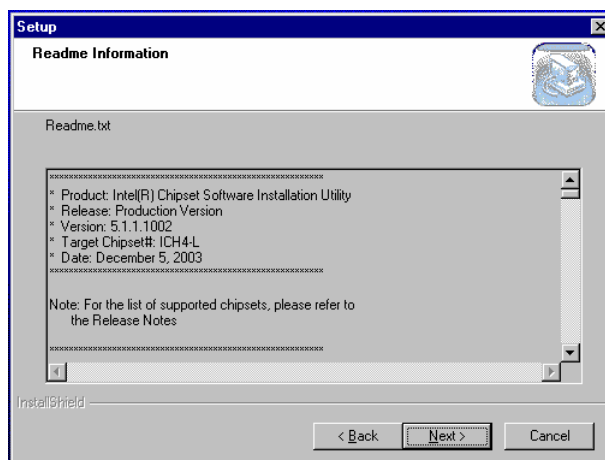 Setup
Readme Information
Readme.txt
************************************************************
* Product: Intel(R) Chipset Software Installation Utility
* Release: Production Version
* Version: 5.1.1.1002
* Target Chipset#: ICH4-L
* Date: December 5, 2003
************************************************************
Note: For the list of supported chipsets, please refer to
the Release Notes
************************************************************
InstallShield
< Back
Next >
Cancel